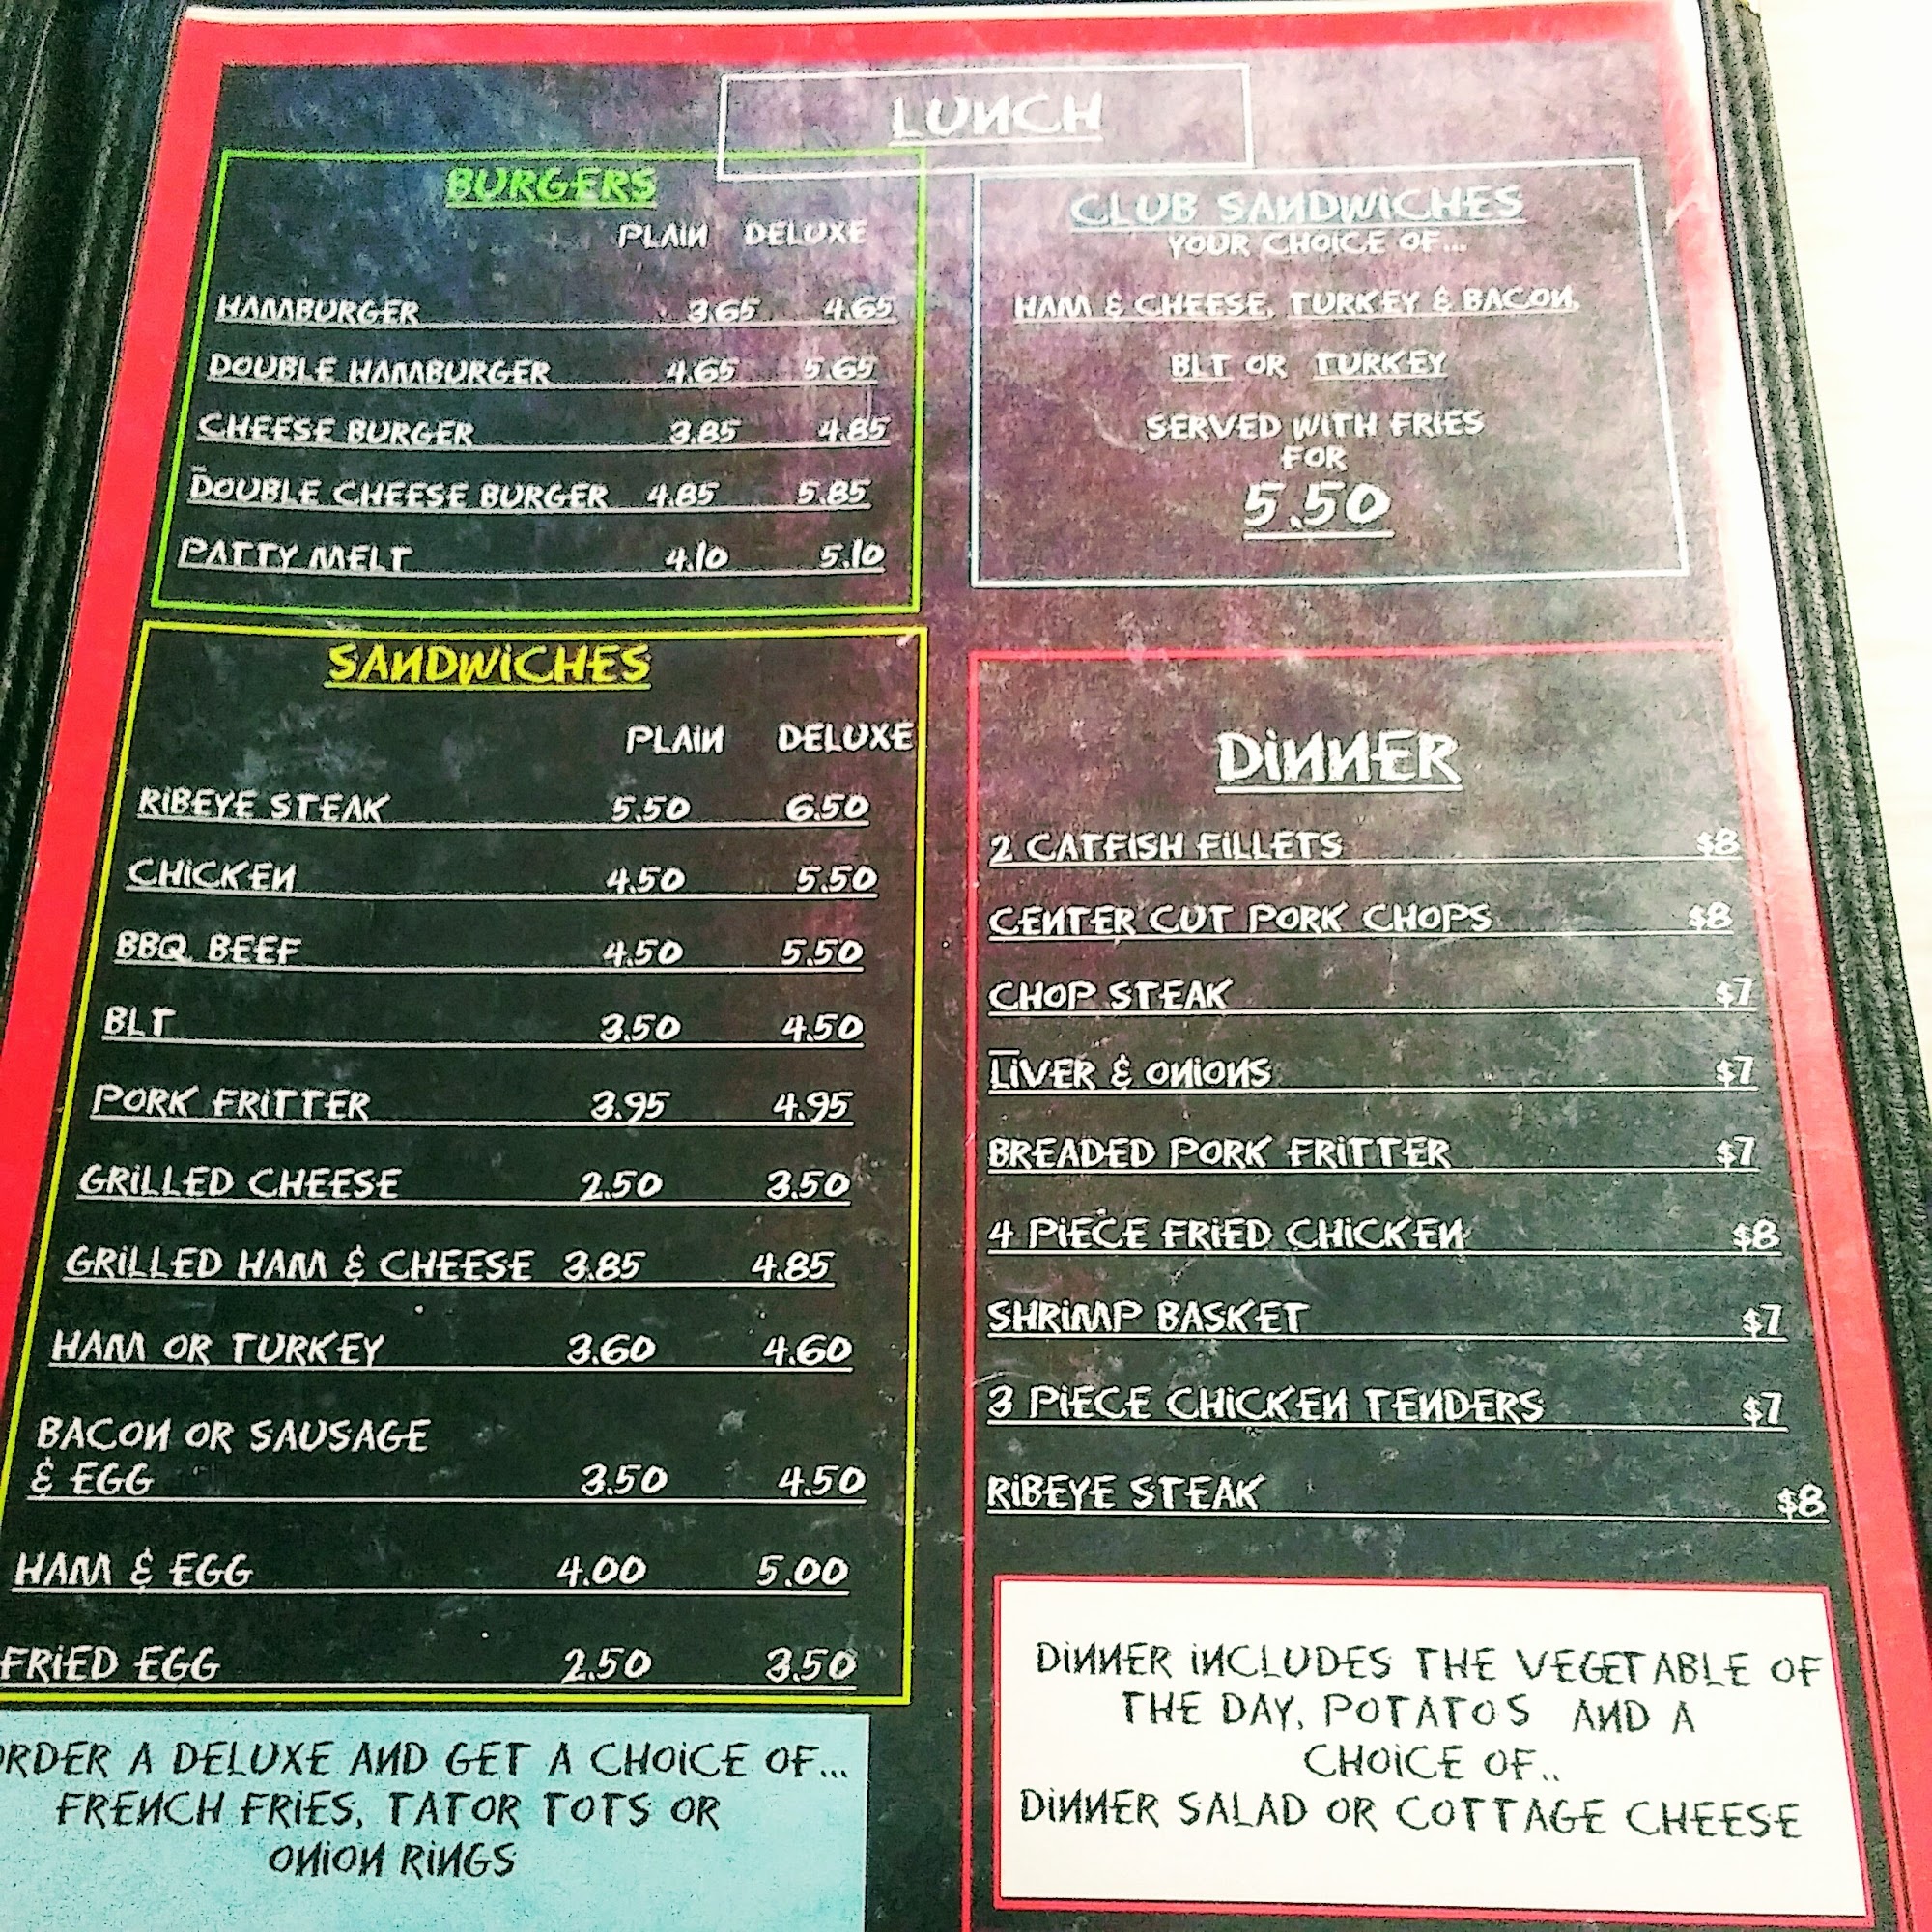 LUNCH
BURGERS
PLAIN DELUXE
HAMBURGER 3.65 4.65
DOUBLE HAMBURGER 4.65 5.65
CHEESE BURGER 3.85 4.85
DOUBLE CHEESE BURGER 4.85 5.85
PATTY MELT 4.10 5.10
CLUB SANDWICHES
YOUR CHOICE OF...
HAM & CHEESE, TURKEY & BACON,
BLT OR TURKEY
SERVED WITH FRIES
FOR
5.50
SANDWICHES
PLAIN DELUXE
RIBEYE STEAK 5.50 6.50
CHICKEN 4.50 5.50
BBQ BEEF 4.50 5.50
BLT 3.50 4.50
PORK FRITTER 3.95 4.95
GRILLED CHEESE 2.50 3.50
GRILLED HAM & CHEESE 3.85 4.85
HAM OR TURKEY 3.60 4.60
BACON OR SAUSAGE
& EGG 3.50 4.50
HAM & EGG 4.00 5.00
FRIED EGG 2.50 3.50
ORDER A DELUXE AND GET A CHOICE OF...
FRENCH FRIES, TATOR TOTS OR
ONION RINGS
DINNER
2 CATFISH FILLETS $8
CENTER CUT PORK CHOPS $8
CHOP STEAK $7
LIVER & ONIONS $7
BREADED PORK FRITTER $7
4 PIECE FRIED CHICKEN $8
SHRIMP BASKET $7
3 PIECE CHICKEN TENDERS $7
RIBEYE STEAK $8
DINNER INCLUDES THE VEGETABLE OF
THE DAY, POTATOS AND A
CHOICE OF..
DINNER SALAD OR COTTAGE CHEESE